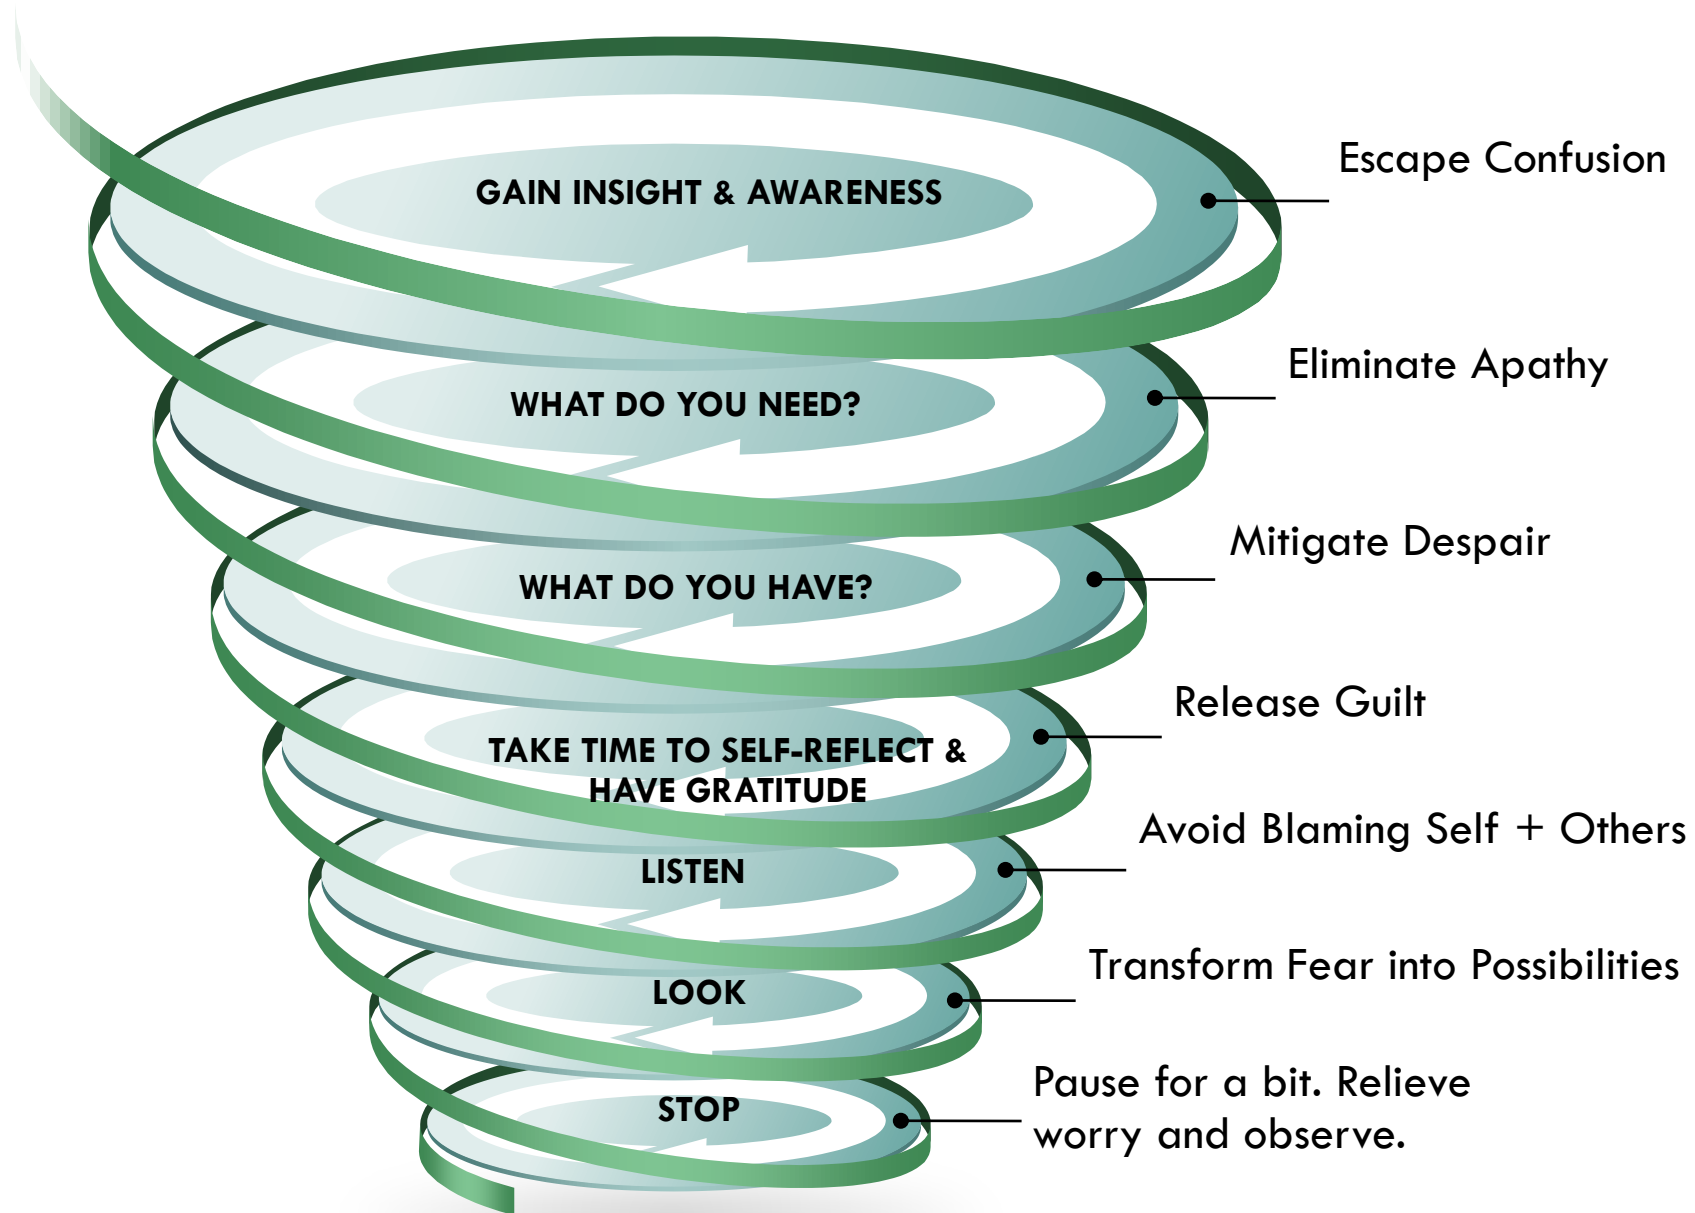 GAIN INSIGHT & AWARENESS
Escape Confusion
WHAT DO YOU NEED?
Eliminate Apathy
WHAT DO YOU HAVE?
Mitigate Despair
TAKE TIME TO SELF-REFLECT &
HAVE GRATITUDE
Release Guilt
LISTEN
Avoid Blaming Self + Others
LOOK
Transform Fear into Possibilities
STOP
Pause for a bit. Relieve
worry and observe.